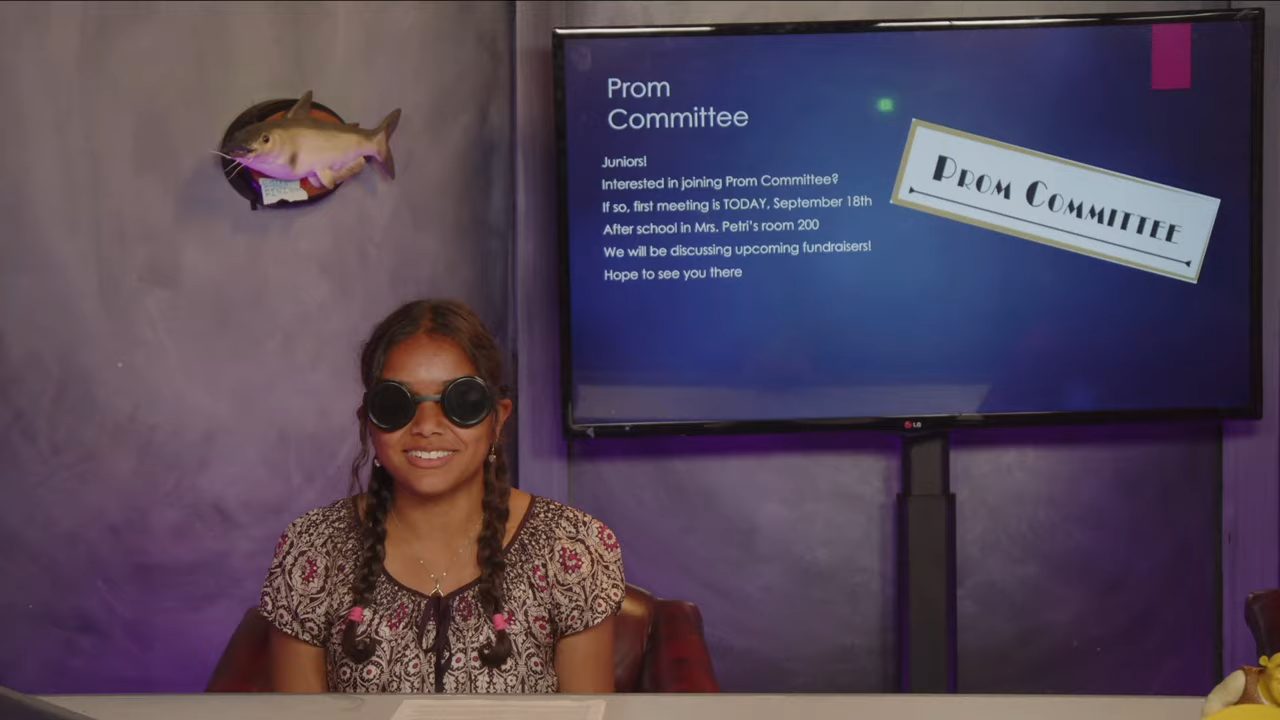 Prom
Committee
Juniors!
Interested in joining Prom Committee?
If so, first meeting is TODAY, September 18th
After school in Mrs. Petri's room 200
We will be discussing upcoming fundraisers!
Hope to see you there
PROM COMMITTEE
LG